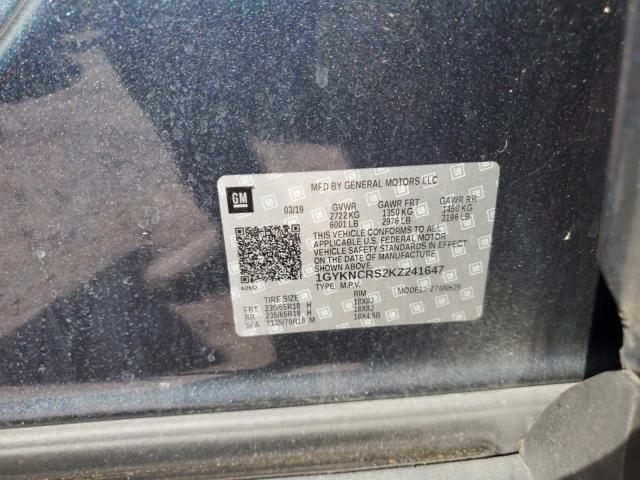 MFD BY GENERAL MOTORS LLC
GM
03/19 GVWR GAWR FRT GAWR RR
2722 KG 1350 KG 1450 KG
6001 LB 2976 LB 3196 LB
THIS VEHICLE CONFORMS TO ALL
APPLICABLE U.S. FEDERAL MOTOR
VEHICLE SAFETY STANDARDS IN EFFECT
ON THE DATE OF MANUFACTURE
1GYKNCRS2KZ241647
TYPE: M.P.V. MODEL:
TIRE SIZE RIM
FRT 235/65R18 H 18X8J
RR 235/65R18 H 18X8J
SPA T135/70R18 M 18X4.5B